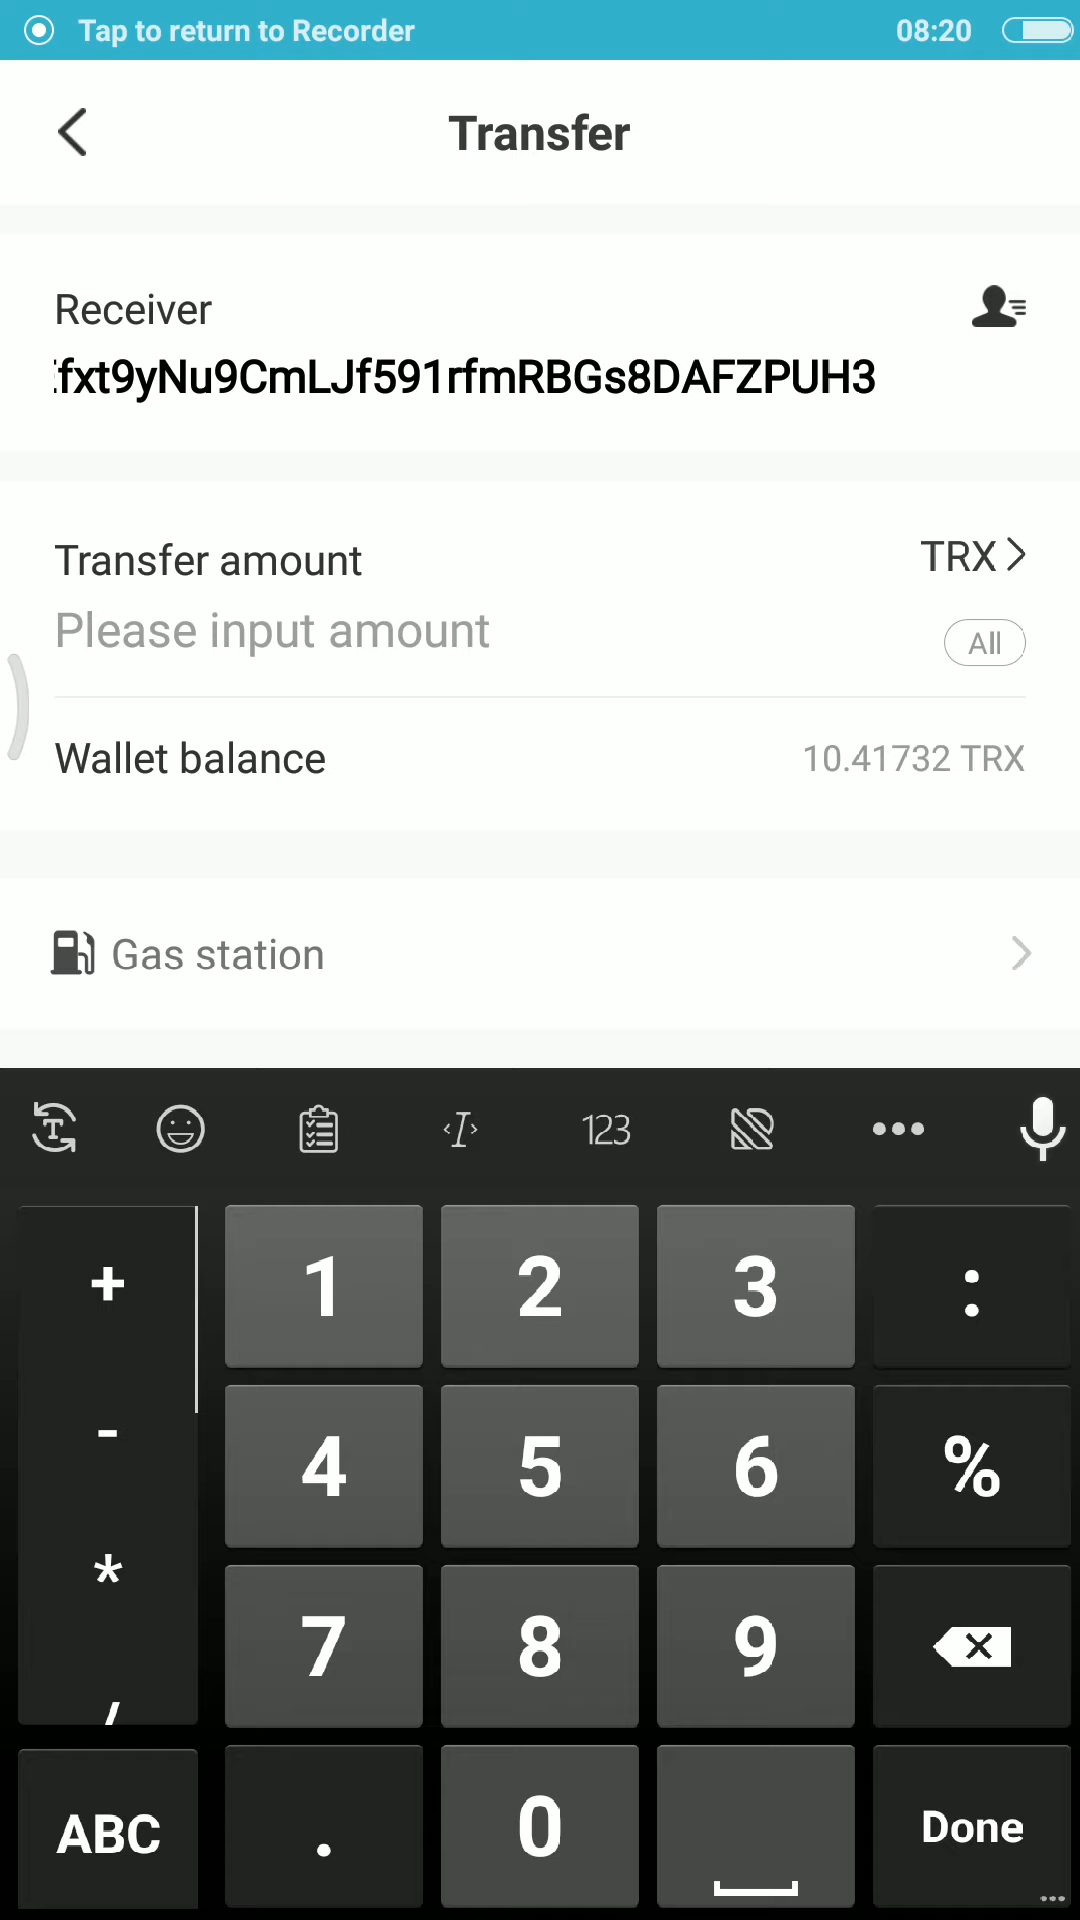 Tap to return to Recorder 08:20
Transfer
Receiver
fxt9yNu9CmLJf591rfmRBGs8DAFZPUH3
Transfer amount TRX
Please input amount All
Wallet balance 10.41732 TRX
Gas station
123
+ 1 2 3 :
- 4 5 6 %
* 7 8 9
/
ABC . 0 Done